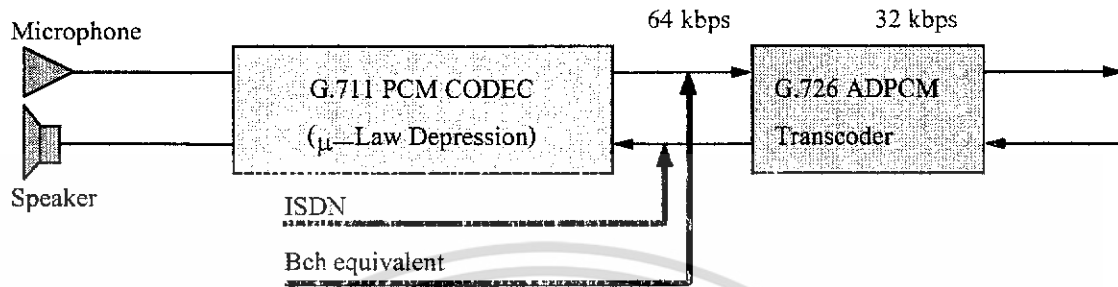 64 kbps
32 kbps
Microphone
G.711 PCM CODEC
(μ—Law Depression)
G.726 ADPCM
Transcoder
Speaker
ISDN
Bch equivalent